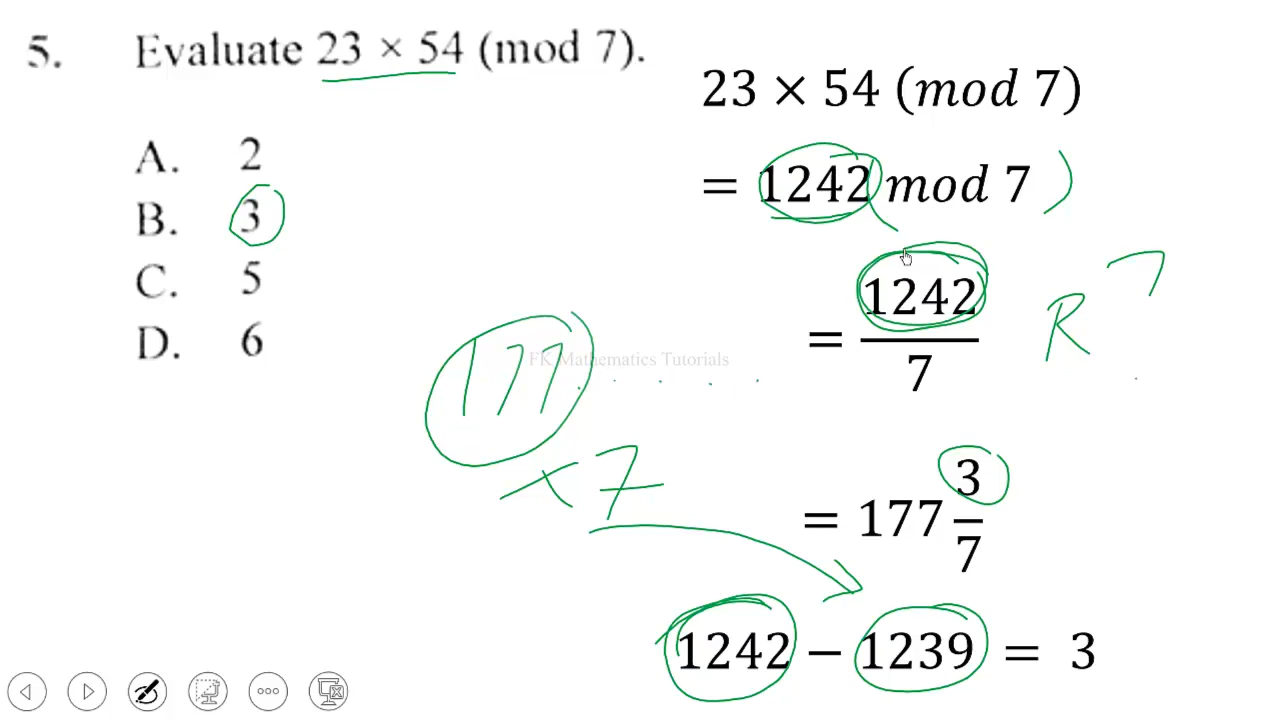 5. Evaluate 23 × 54 (mod 7).
A. 2
B. 3
C. 5
D. 6
23 × 54 (mod 7)
= 1242 mod 7
= 1242/7
R
= 177 3/7
1242 − 1239 = 3
177
× 7
FK Mathematics Tutorials